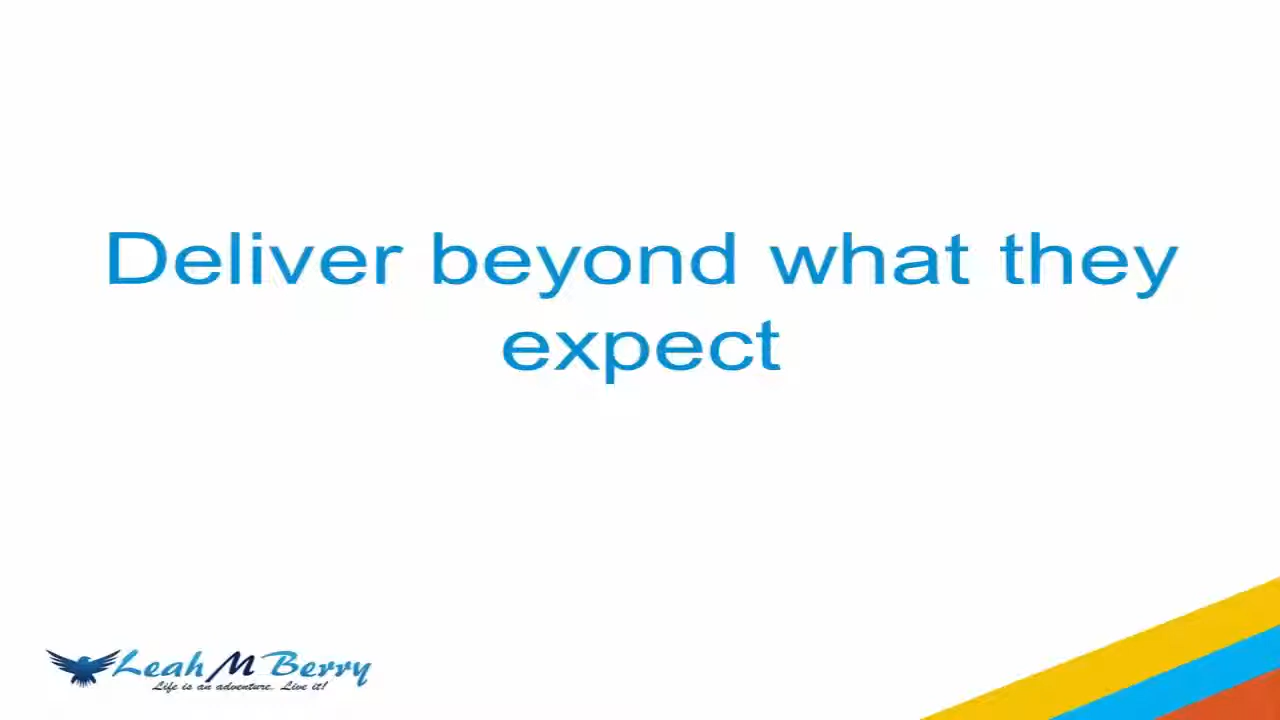 Deliver beyond what they
expect
Leah M Berry
Life is an adventure. Live it!